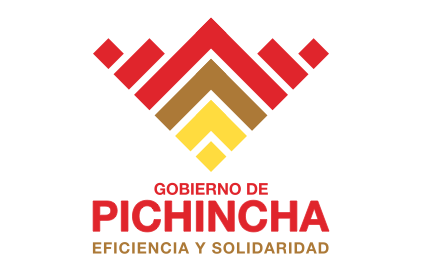 GOBIERNO DE
PICHINCHA
EFICIENCIA Y SOLIDARIDAD